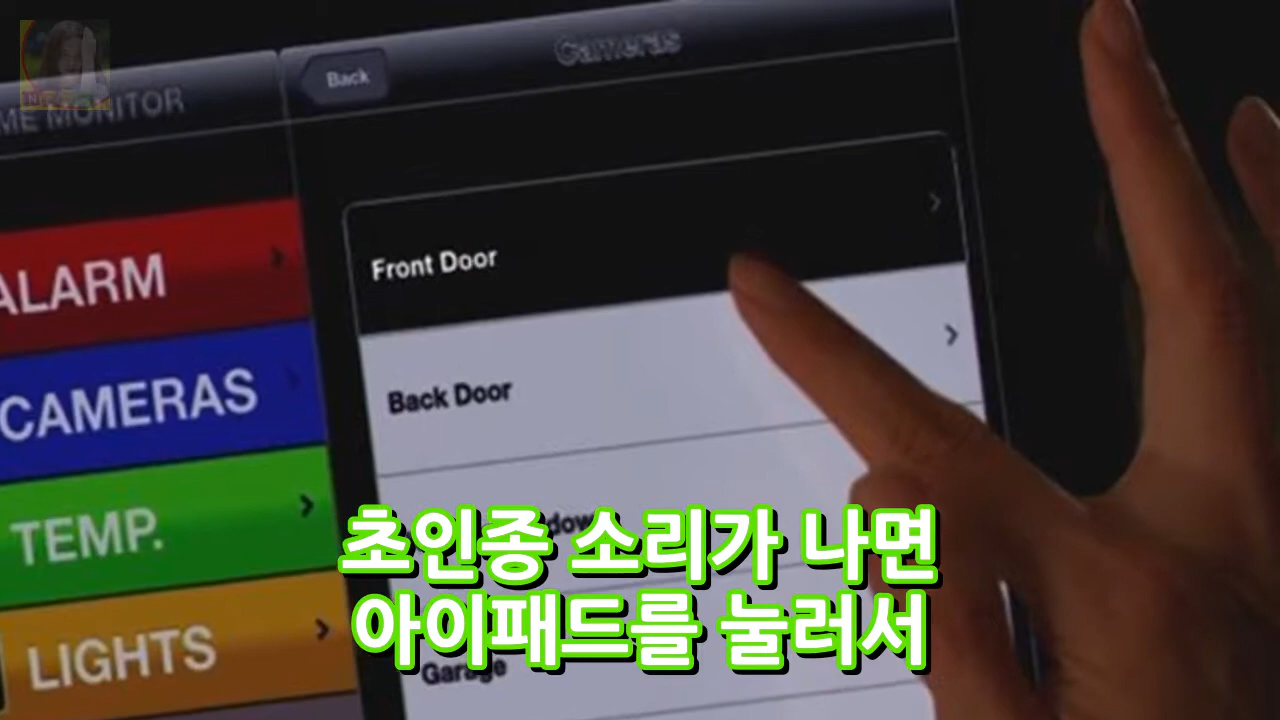 Cameras
Back
ME MONITOR
ALARM
CAMERAS
TEMP.
LIGHTS
Front Door
Back Door
dow
Garage
초인종 소리가 나면
아이패드를 눌러서